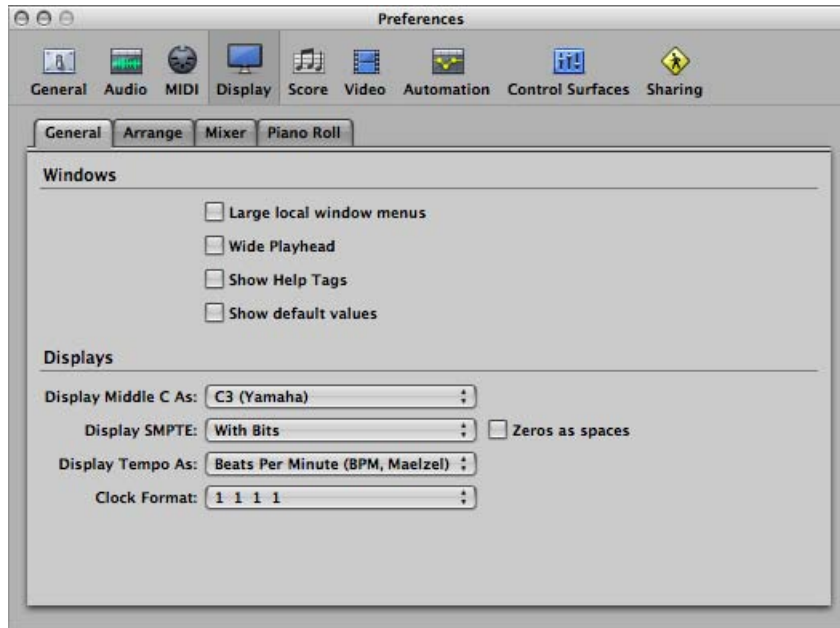 Preferences
General Audio MIDI Display Score Video Automation Control Surfaces Sharing
General Arrange Mixer Piano Roll
Windows
Large local window menus
Wide Playhead
Show Help Tags
Show default values
Displays
Display Middle C As: C3 (Yamaha)
Display SMPTE: With Bits Zeros as spaces
Display Tempo As: Beats Per Minute (BPM, Maelzel)
Clock Format: 1 1 1 1